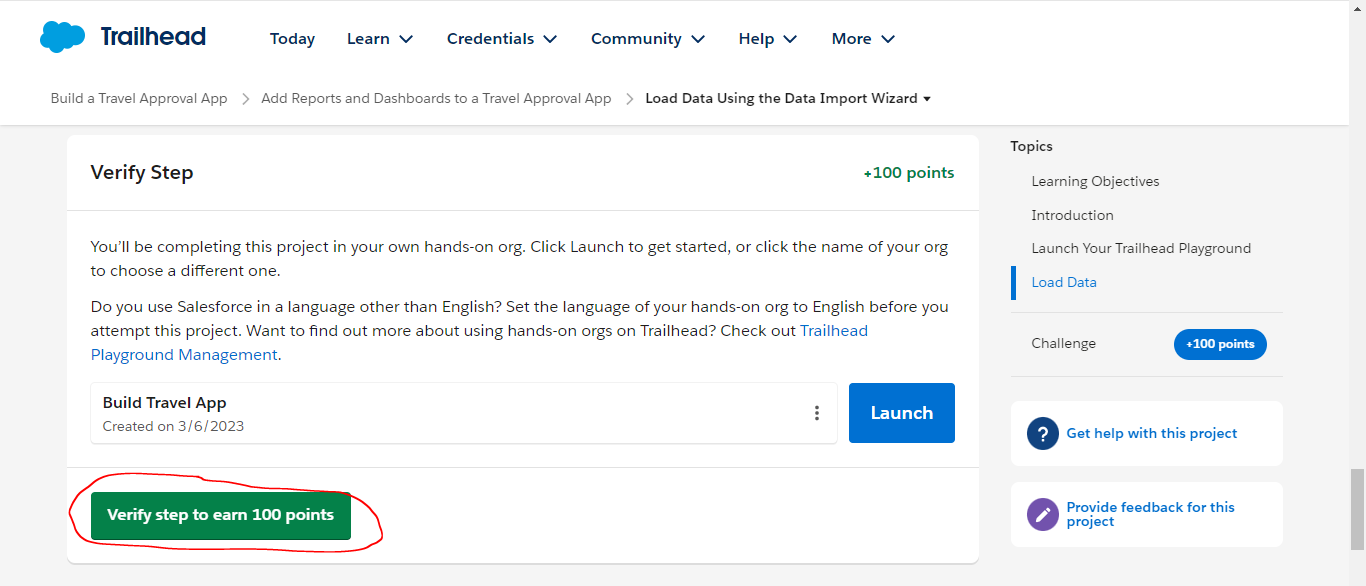 Trailhead
Today Learn Credentials Community Help More
Build a Travel Approval App > Add Reports and Dashboards to a Travel Approval App > Load Data Using the Data Import Wizard
Verify Step
+100 points
You'll be completing this project in your own hands-on org. Click Launch to get started, or click the name of your org
to choose a different one.
Do you use Salesforce in a language other than English? Set the language of your hands-on org to English before you
attempt this project. Want to find out more about using hands-on orgs on Trailhead? Check out Trailhead
Playground Management.
Build Travel App
Created on 3/6/2023
Launch
Verify step to earn 100 points
Topics
Learning Objectives
Introduction
Launch Your Trailhead Playground
Load Data
Challenge
+100 points
? Get help with this project
Provide feedback for this
project